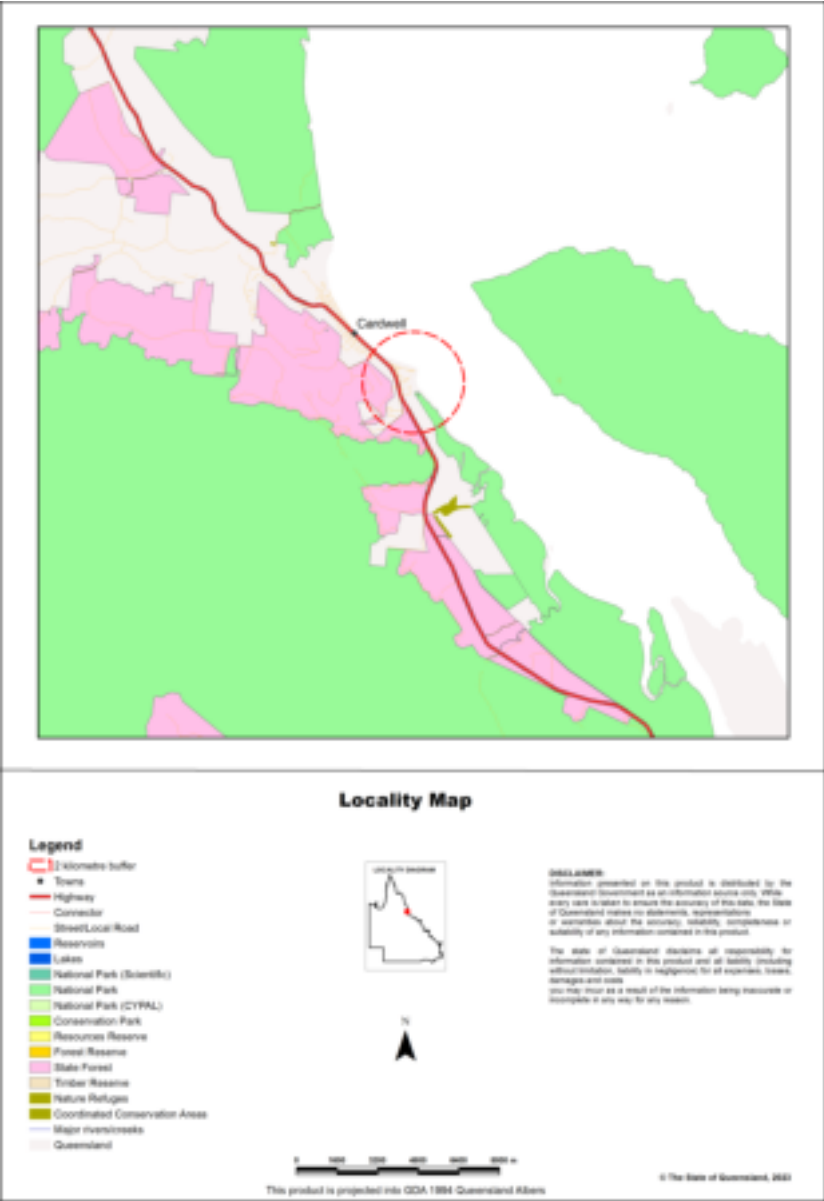 Cardwell
Locality Map
Legend
2 kilometre buffer
Towns
Highway
Connector
Street/Local Road
Reservoirs
Lakes
National Park (Scientific)
National Park
National Park (CYPAL)
Conservation Park
Resources Reserve
Forest Reserve
State Forest
Timber Reserve
Nature Refuges
Coordinated Conservation Areas
Major rivers/creeks
Queensland
LOCALITY DIAGRAM
N
This product is projected into GDA 1994 Queensland Albers
DISCLAIMER:
Information presented on this product is distributed by the
Queensland Government as an information source only. While
every care is taken to ensure the accuracy of this data, the State
of Queensland makes no statements, representations
or warranties about the accuracy, reliability, completeness or
suitability of any information contained in this product.
The state of Queensland disclaims all responsibility for
information contained in this product and all liability (including
without limitation, liability in negligence) for all expenses, losses,
damages and costs
you may incur as a result of the information being inaccurate or
incomplete in any way for any reason.
© The State of Queensland, 2023